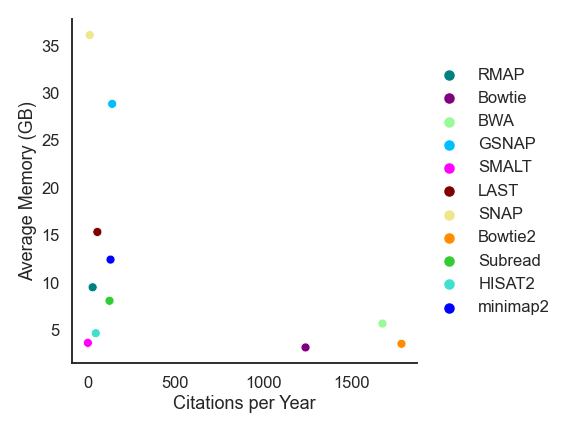 35
30
25
20
15
10
5
Average Memory (GB)
0 500 1000 1500
Citations per Year
RMAP
Bowtie
BWA
GSNAP
SMALT
LAST
SNAP
Bowtie2
Subread
HISAT2
minimap2